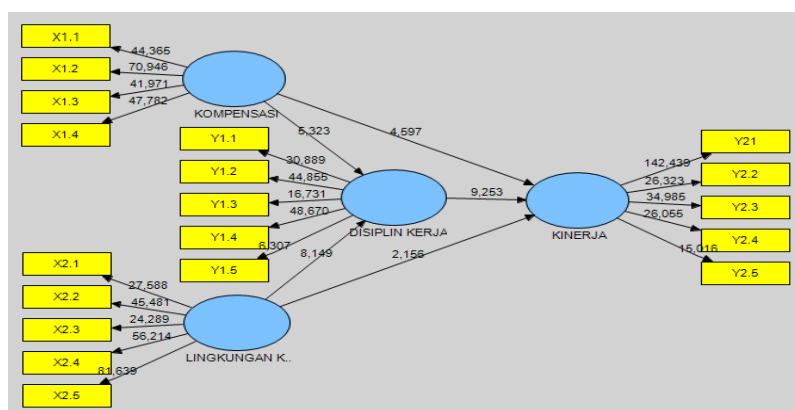 X1.1
44,365
X1.2
70,946
X1.3
41,971
X1.4
47,782
KOMPENSASI
5,323
4,597
Y1.1
30,889
Y1.2
44,855
Y1.3
16,731
Y1.4
48,670
Y1.5
6,307
DISIPLIN KERJA
9,253
8,149
2,156
KINERJA
Y21
142,439
Y2.2
26,323
Y2.3
34,985
Y2.4
26,055
Y2.5
15,016
X2.1
27,588
X2.2
45,481
X2.3
24,289
X2.4
56,214
X2.5
81,639
LINGKUNGAN K..